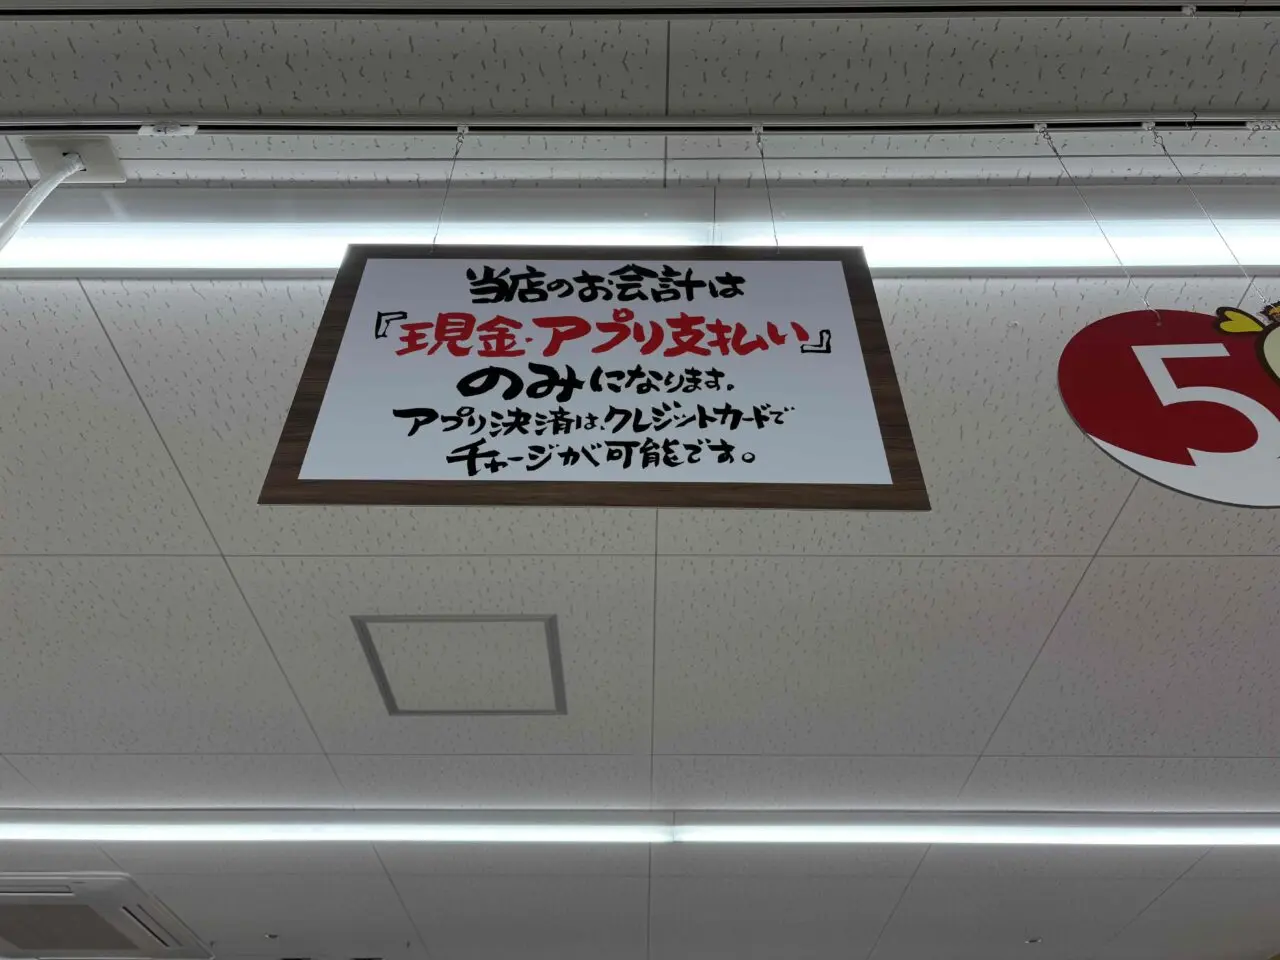 当店のお会計は
『現金・アプリ支払い』
のみになります。
アプリ決済は、クレジットカードで
チャージが可能です。
5